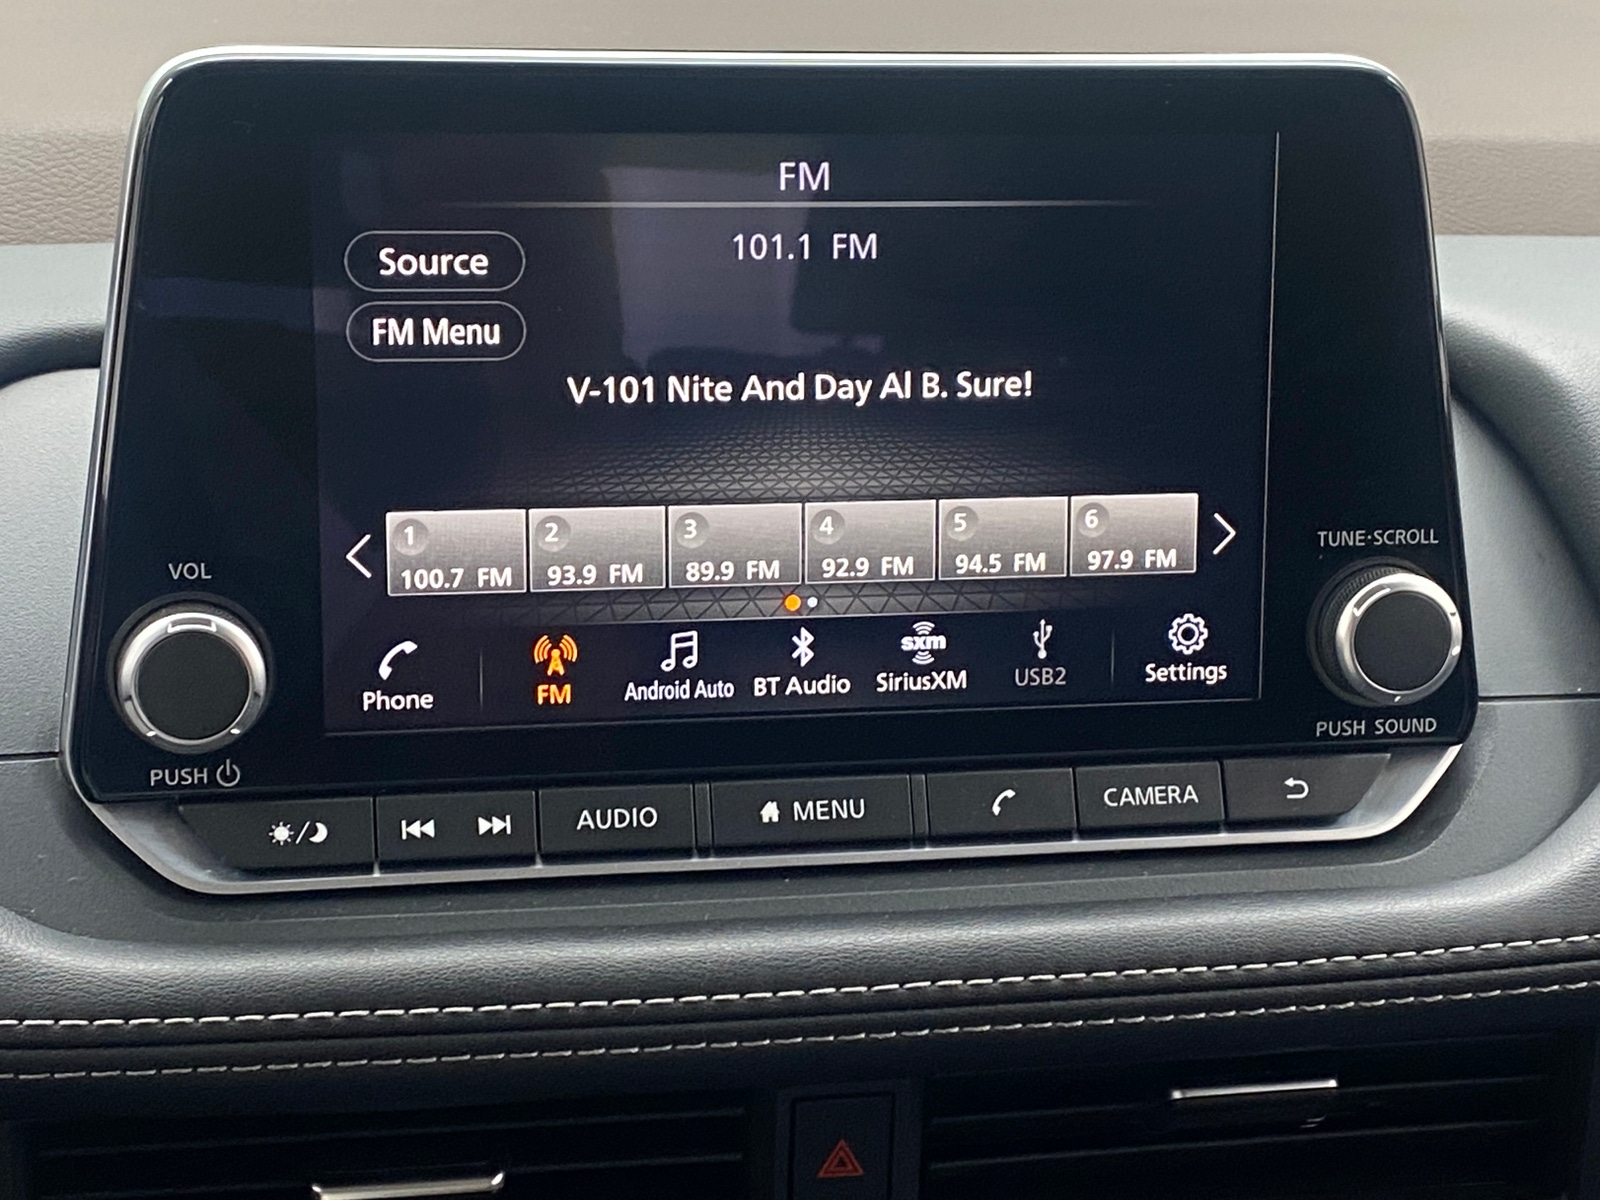 FM
101.1 FM
Source
FM Menu
V-101 Nite And Day Al B. Sure!
1 2 3 4 5 6
100.7 FM 93.9 FM 89.9 FM 92.9 FM 94.5 FM 97.9 FM
VOL
TUNE·SCROLL
sxm
Phone FM Android Auto BT Audio SiriusXM USB2 Settings
PUSH
PUSH SOUND
AUDIO MENU CAMERA